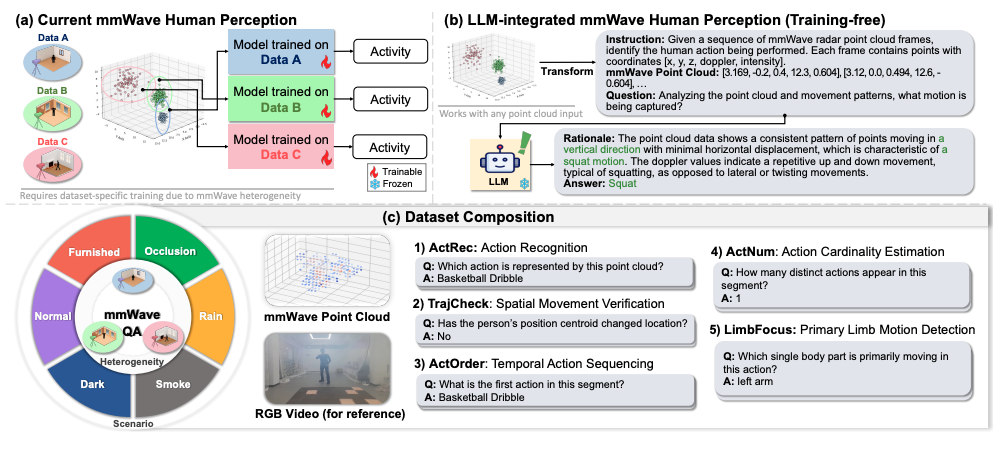 (a) Current mmWave Human Perception
Data A
Data B
Data C
Model trained on
Data A
Model trained on
Data B
Model trained on
Data C
Activity
Activity
Activity
Trainable
Frozen
Requires dataset-specific training due to mmWave heterogeneity
(b) LLM-integrated mmWave Human Perception (Training-free)
Transform
Works with any point cloud input
Instruction: Given a sequence of mmWave radar point cloud frames,
identify the human action being performed. Each frame contains points with
coordinates [x, y, z, doppler, intensity].
mmWave Point Cloud: [3.169, -0.2, 0.4, 12.3, 0.604], [3.12, 0.0, 0.494, 12.6, -
0.604], ...
Question: Analyzing the point cloud and movement patterns, what motion is
being captured?
LLM
Rationale: The point cloud data shows a consistent pattern of points moving in a
vertical direction with minimal horizontal displacement, which is characteristic of a
squat motion. The doppler values indicate a repetitive up and down movement,
typical of squatting, as opposed to lateral or twisting movements.
Answer: Squat
(c) Dataset Composition
Furnished
Occlusion
Normal
Rain
Dark
Smoke
mmWave
QA
Heterogeneity
Scenario
mmWave Point Cloud
RGB Video (for reference)
1) ActRec: Action Recognition
Q: Which action is represented by this point cloud?
A: Basketball Dribble
2) TrajCheck: Spatial Movement Verification
Q: Has the person's position centroid changed location?
A: No
3) ActOrder: Temporal Action Sequencing
Q: What is the first action in this segment?
A: Basketball Dribble
4) ActNum: Action Cardinality Estimation
Q: How many distinct actions appear in this
segment?
A: 1
5) LimbFocus: Primary Limb Motion Detection
Q: Which single body part is primarily moving in
this action?
A: left arm